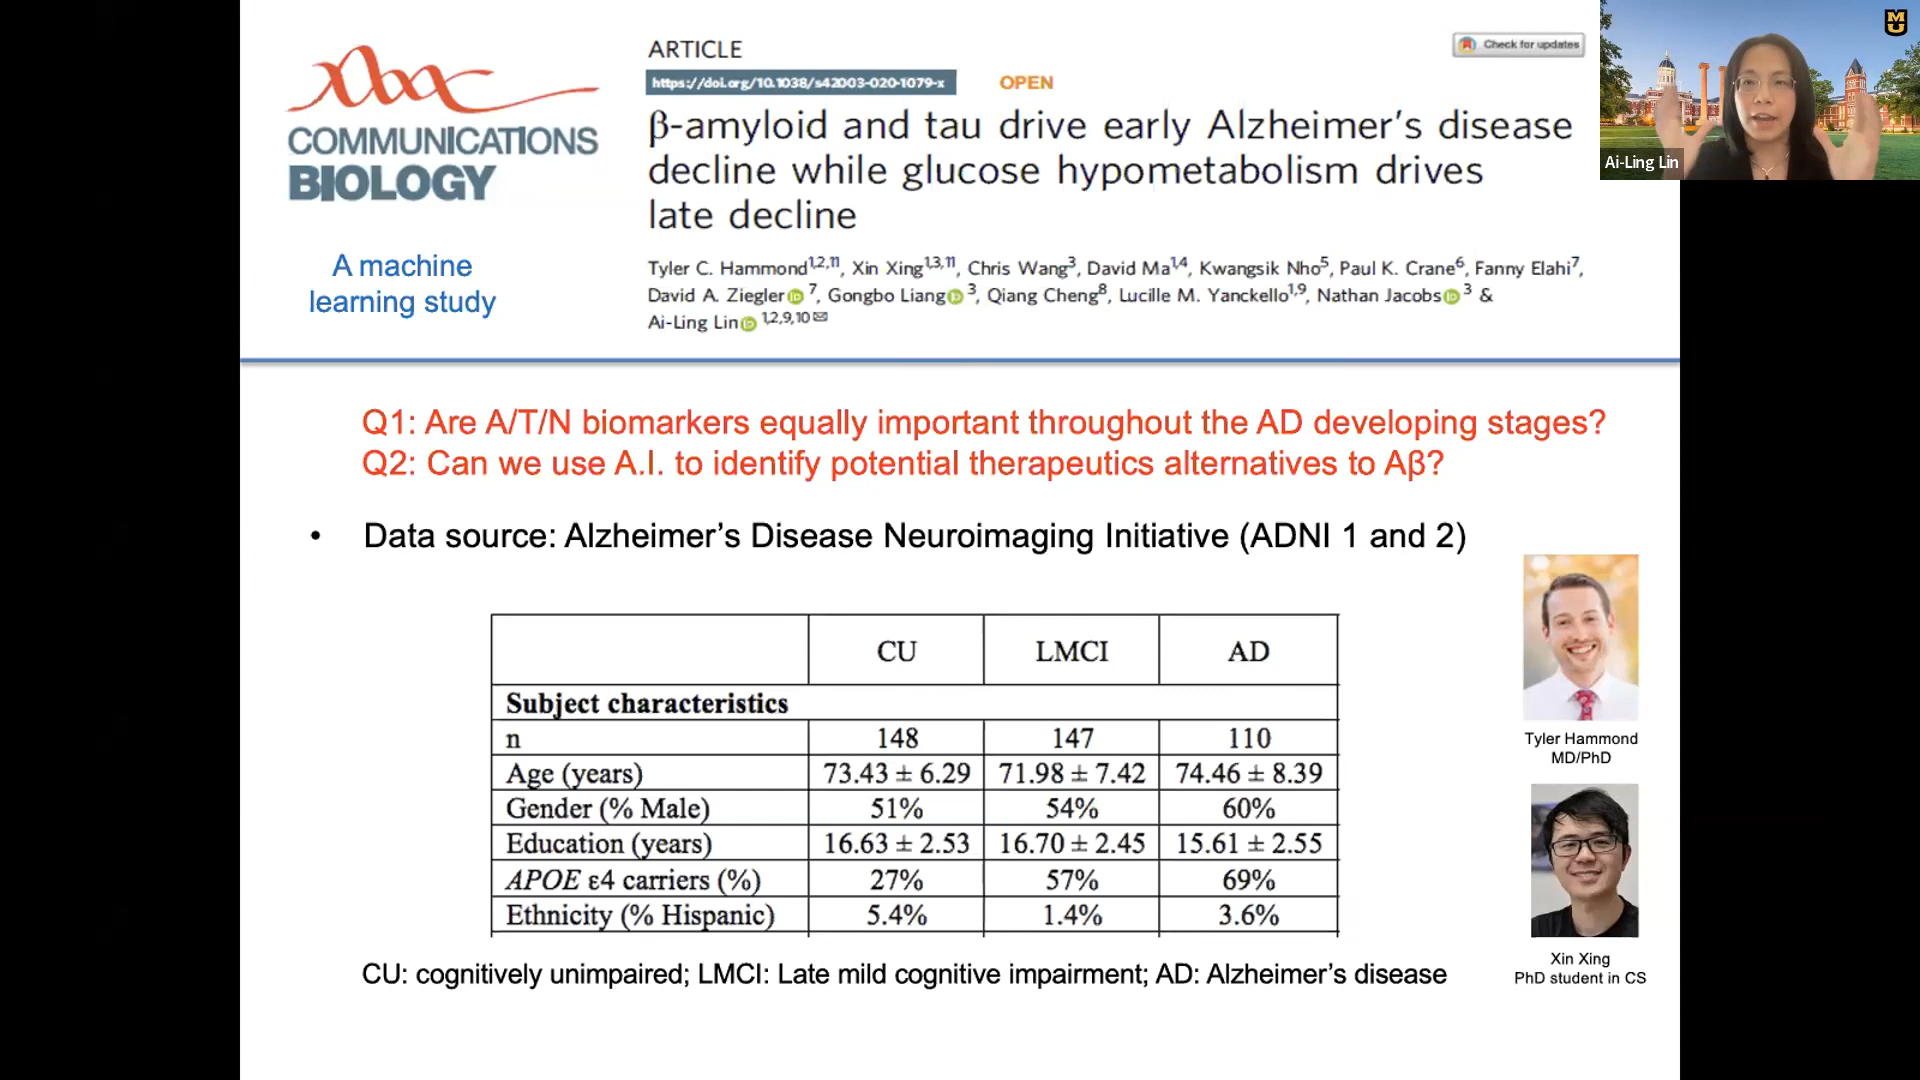 COMMUNICATIONS
BIOLOGY
A machine
learning study
ARTICLE
Check for updates
https://doi.org/10.1038/s42003-020-1079-x
OPEN
β-amyloid and tau drive early Alzheimer's disease
decline while glucose hypometabolism drives
late decline
Tyler C. Hammond1,2,11, Xin Xing1,3,11, Chris Wang3, David Ma1,4, Kwangsik Nho5, Paul K. Crane6, Fanny Elahi7,
David A. Ziegler 7, Gongbo Liang 3, Qiang Cheng8, Lucille M. Yanckello1,9, Nathan Jacobs 3 &
Ai-Ling Lin 1,2,9,10✉
MU
Ai-Ling Lin
Q1: Are A/T/N biomarkers equally important throughout the AD developing stages?
Q2: Can we use A.I. to identify potential therapeutics alternatives to Aβ?
• Data source: Alzheimer's Disease Neuroimaging Initiative (ADNI 1 and 2)
CU LMCI AD
Subject characteristics
n 148 147 110
Age (years) 73.43 ± 6.29 71.98 ± 7.42 74.46 ± 8.39
Gender (% Male) 51% 54% 60%
Education (years) 16.63 ± 2.53 16.70 ± 2.45 15.61 ± 2.55
APOE ε4 carriers (%) 27% 57% 69%
Ethnicity (% Hispanic) 5.4% 1.4% 3.6%
CU: cognitively unimpaired; LMCI: Late mild cognitive impairment; AD: Alzheimer's disease
Tyler Hammond
MD/PhD
Xin Xing
PhD student in CS